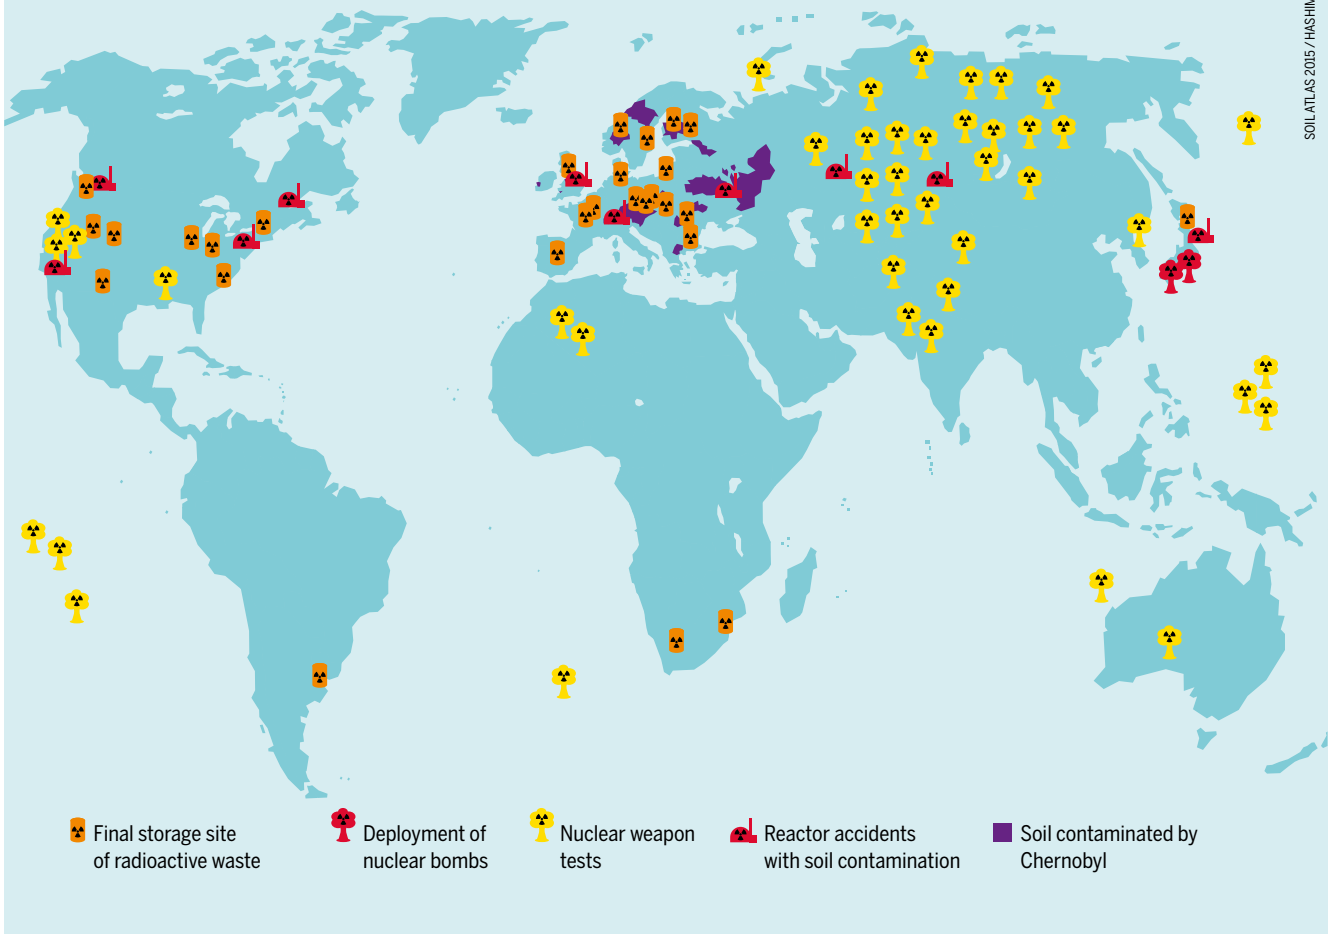 SOIL ATLAS 2015 / HASHIM
Final storage site
of radioactive waste
Deployment of
nuclear bombs
Nuclear weapon
tests
Reactor accidents
with soil contamination
Soil contaminated by
Chernobyl